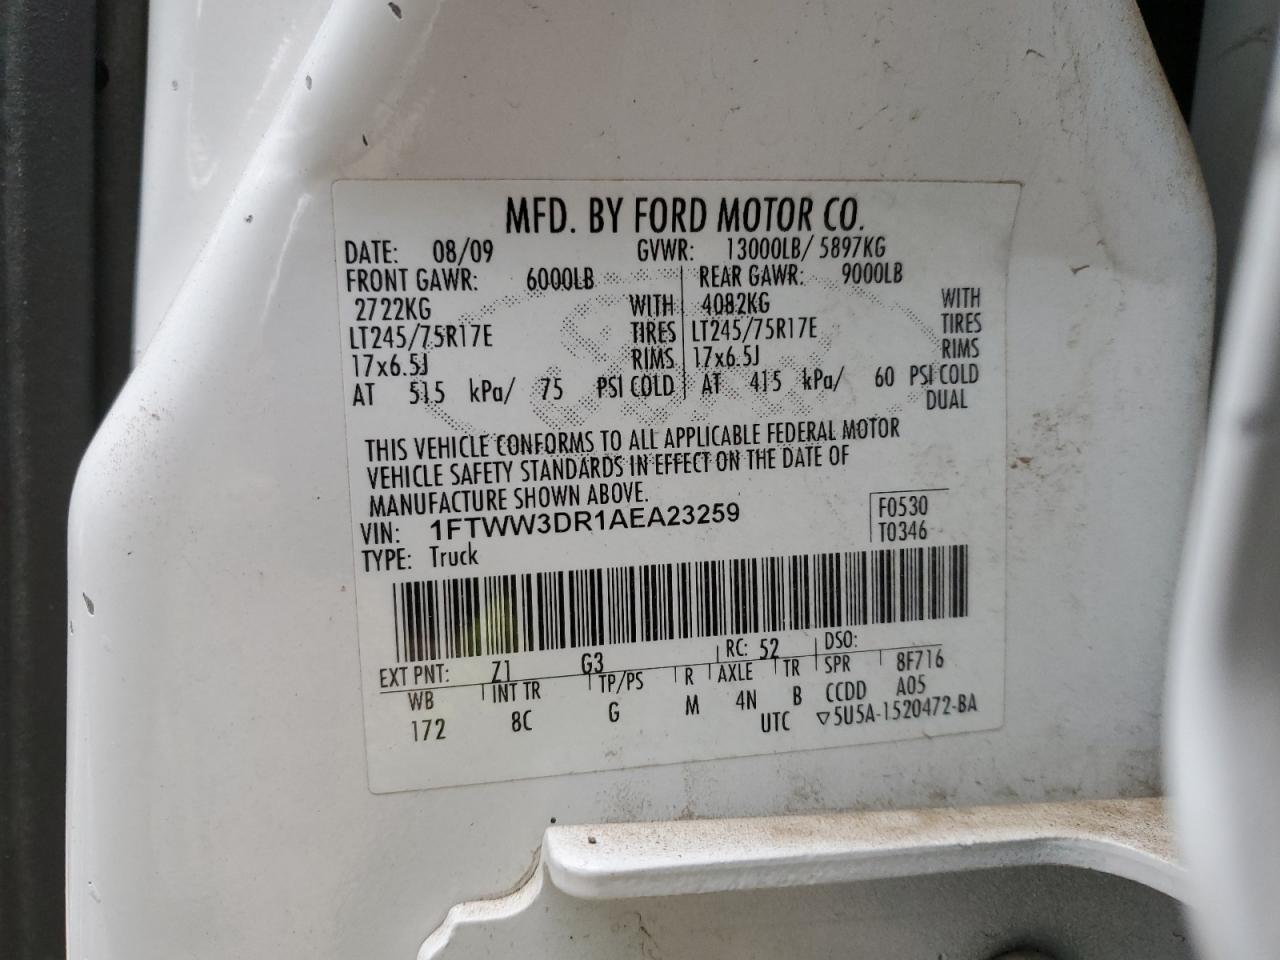 MFD. BY FORD MOTOR CO.
DATE: 08/09 GVWR: 13000LB/ 5897KG
FRONT GAWR: 6000LB REAR GAWR: 9000LB
2722KG WITH 4082KG WITH
LT245/75R17E TIRES LT245/75R17E TIRES
17x6.5J RIMS 17x6.5J RIMS
AT 515 kPa/ 75 PSI COLD AT 415 kPa/ 60 PSI COLD
DUAL
THIS VEHICLE CONFORMS TO ALL APPLICABLE FEDERAL MOTOR
VEHICLE SAFETY STANDARDS IN EFFECT ON THE DATE OF
MANUFACTURE SHOWN ABOVE.
VIN: 1FTWW3DR1AEA23259 F0530
TYPE: Truck T0346
EXT PNT: Z1 G3 RC: 52 DSO:
WB INT TR TP/PS R AXLE TR SPR 8F716
172 8C G M 4N B CCDD A05
UTC ▽5U5A-1520472-BA